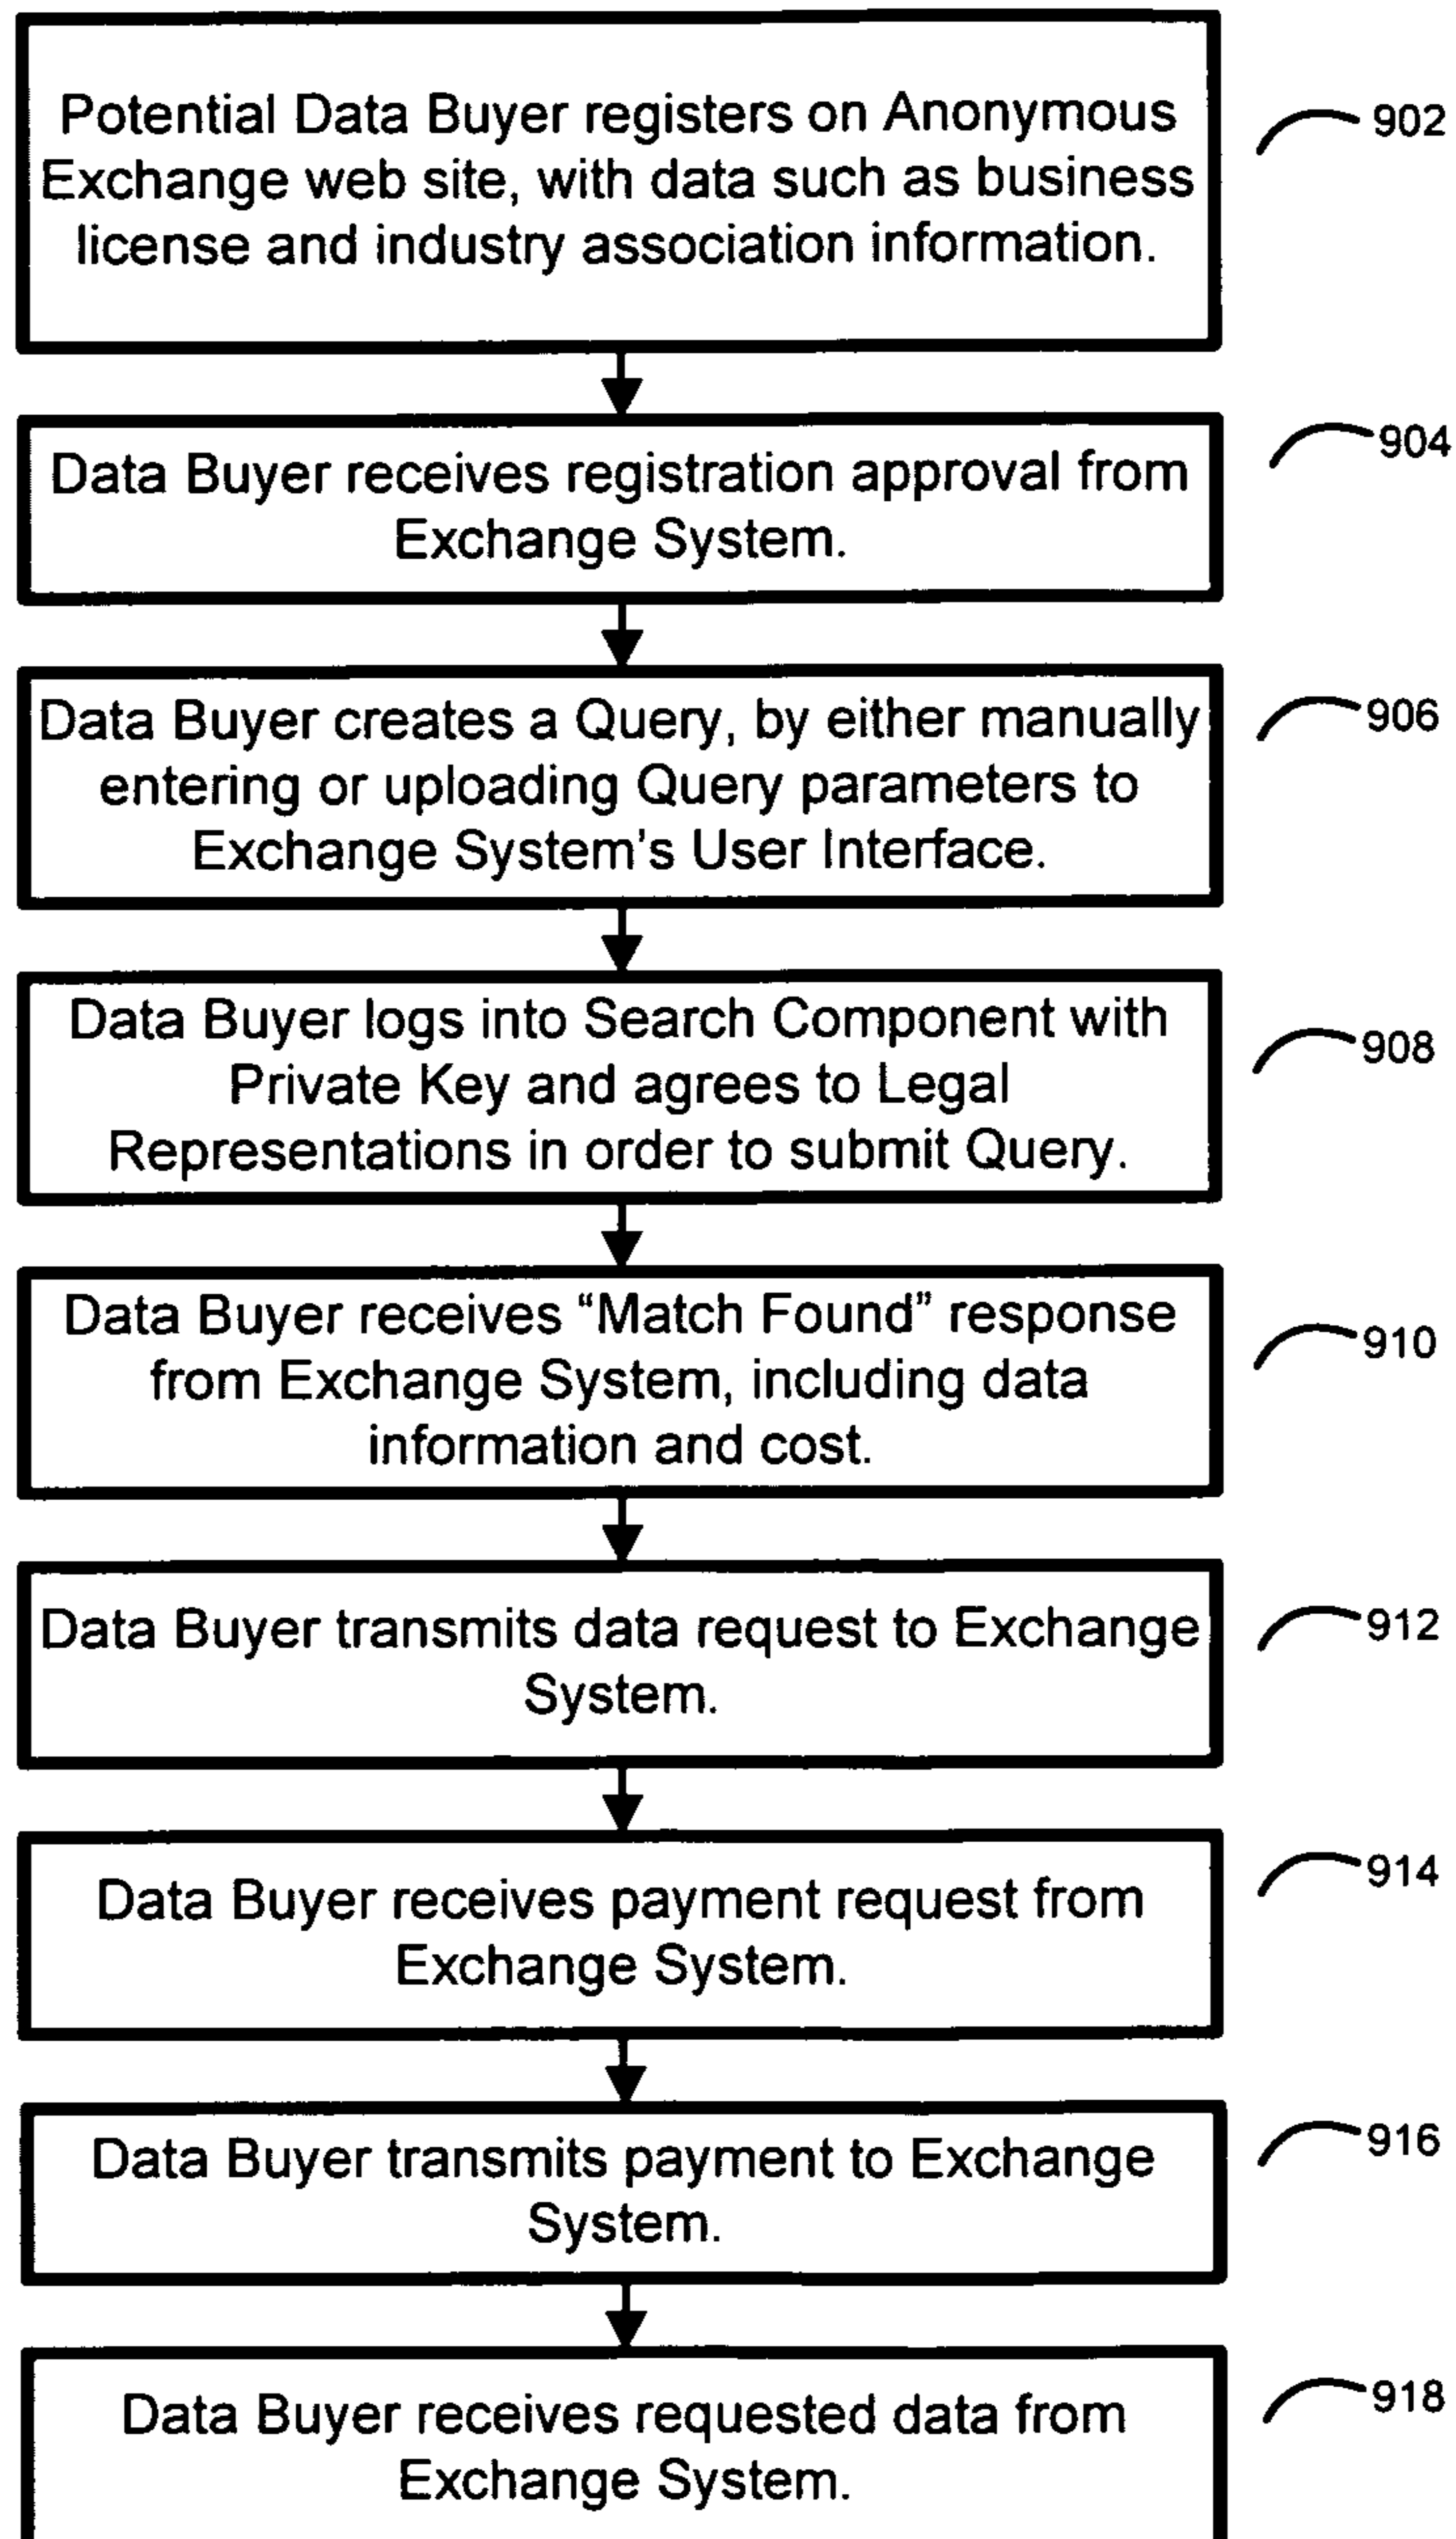 Potential Data Buyer registers on Anonymous
Exchange web site, with data such as business
license and industry association information.
902
Data Buyer receives registration approval from
Exchange System.
904
Data Buyer creates a Query, by either manually
entering or uploading Query parameters to
Exchange System's User Interface.
906
Data Buyer logs into Search Component with
Private Key and agrees to Legal
Representations in order to submit Query.
908
Data Buyer receives “Match Found” response
from Exchange System, including data
information and cost.
910
Data Buyer transmits data request to Exchange
System.
912
Data Buyer receives payment request from
Exchange System.
914
Data Buyer transmits payment to Exchange
System.
916
Data Buyer receives requested data from
Exchange System.
918